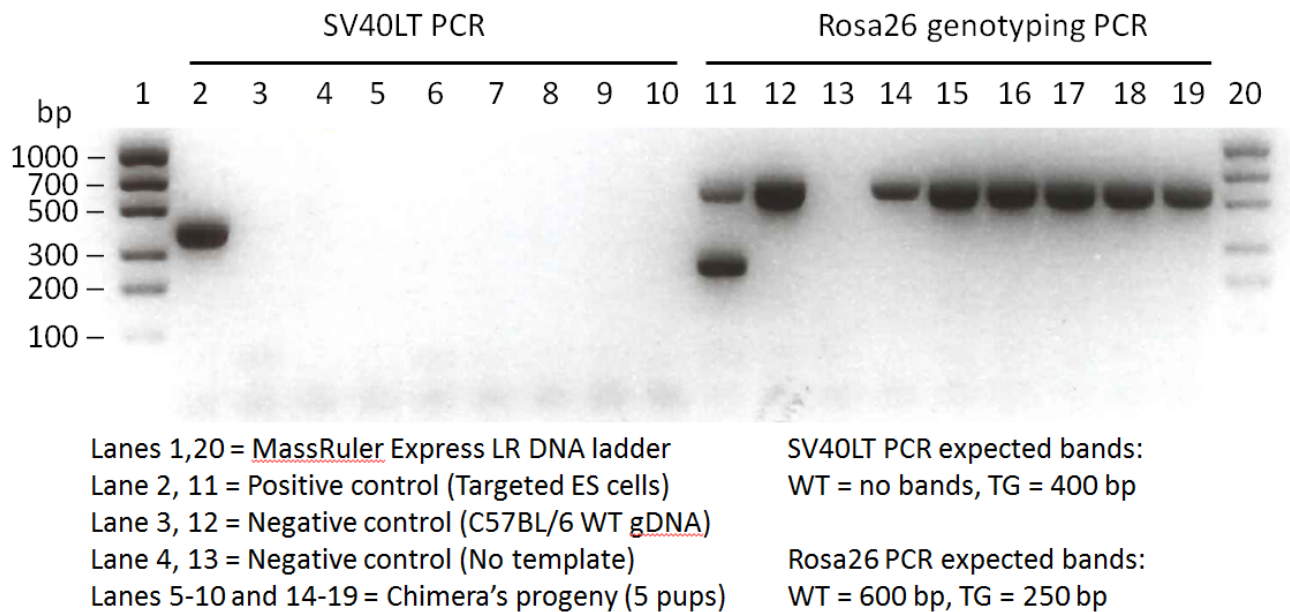 SV40LT PCR
Rosa26 genotyping PCR
bp
1 2 3 4 5 6 7 8 9 10 11 12 13 14 15 16 17 18 19 20
1000 –
700 –
500 –
300 –
200 –
100 –
Lanes 1,20 = MassRuler Express LR DNA ladder
Lane 2, 11 = Positive control (Targeted ES cells)
Lane 3, 12 = Negative control (C57BL/6 WT gDNA)
Lane 4, 13 = Negative control (No template)
Lanes 5-10 and 14-19 = Chimera’s progeny (5 pups)
SV40LT PCR expected bands:
WT = no bands, TG = 400 bp
Rosa26 PCR expected bands:
WT = 600 bp, TG = 250 bp